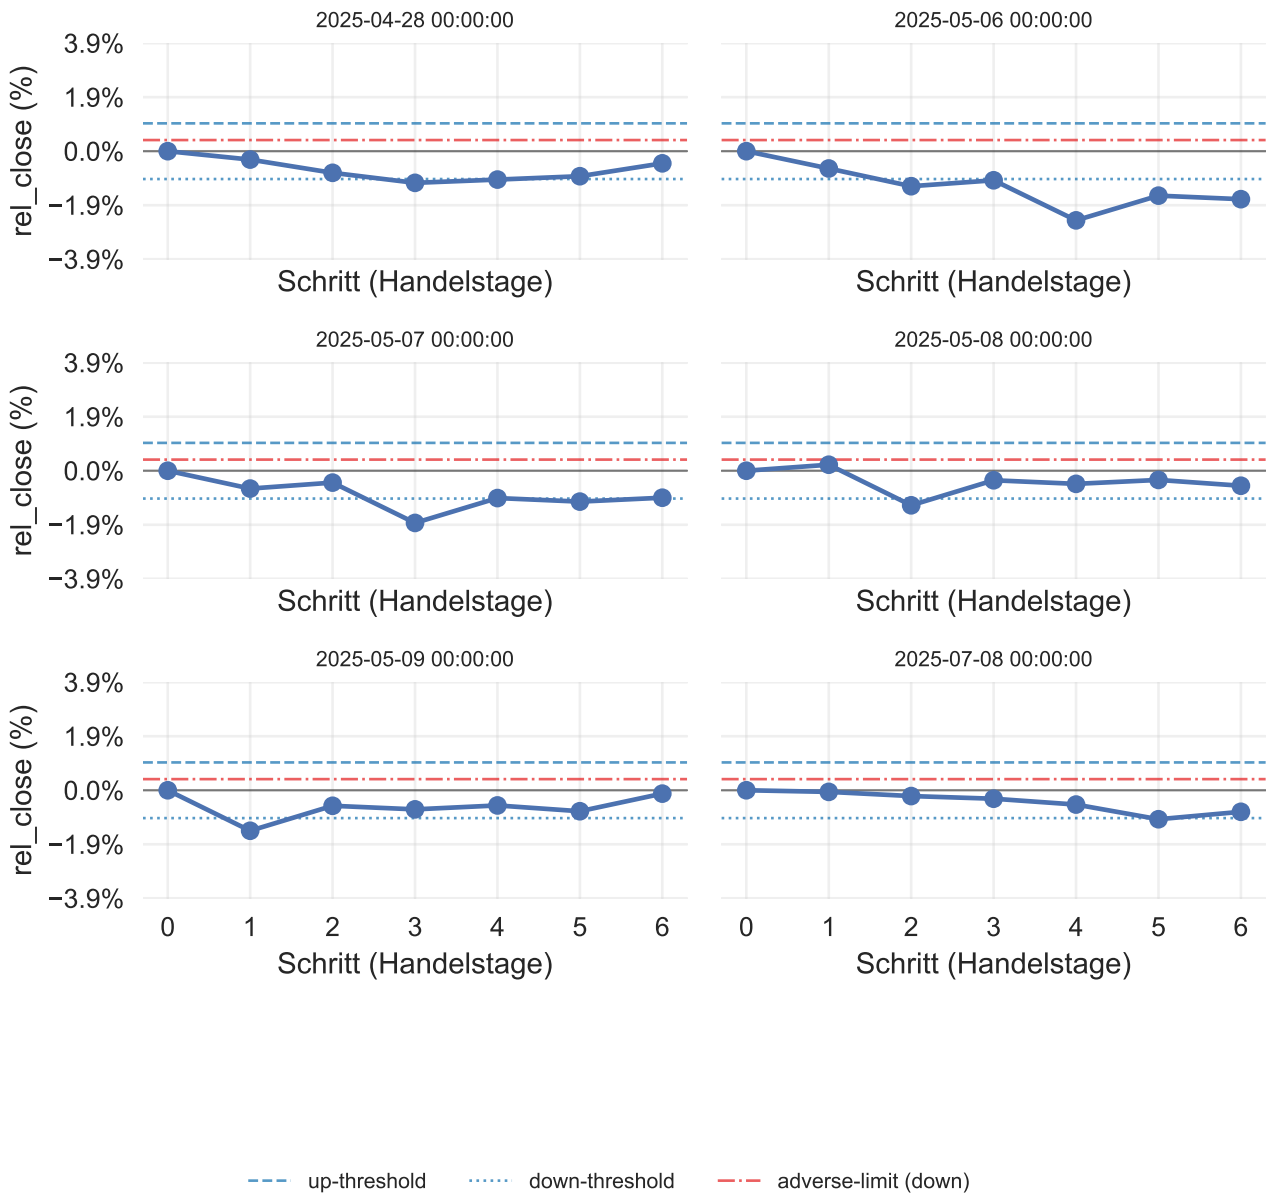 2025-04-28 00:00:00
2025-05-06 00:00:00
3.9%
1.9%
0.0%
−1.9%
−3.9%
rel_close (%)
Schritt (Handelstage)
Schritt (Handelstage)
2025-05-07 00:00:00
2025-05-08 00:00:00
3.9%
1.9%
0.0%
−1.9%
−3.9%
rel_close (%)
Schritt (Handelstage)
Schritt (Handelstage)
2025-05-09 00:00:00
2025-07-08 00:00:00
3.9%
1.9%
0.0%
−1.9%
−3.9%
rel_close (%)
0 1 2 3 4 5 6
0 1 2 3 4 5 6
Schritt (Handelstage)
Schritt (Handelstage)
up-threshold down-threshold adverse-limit (down)